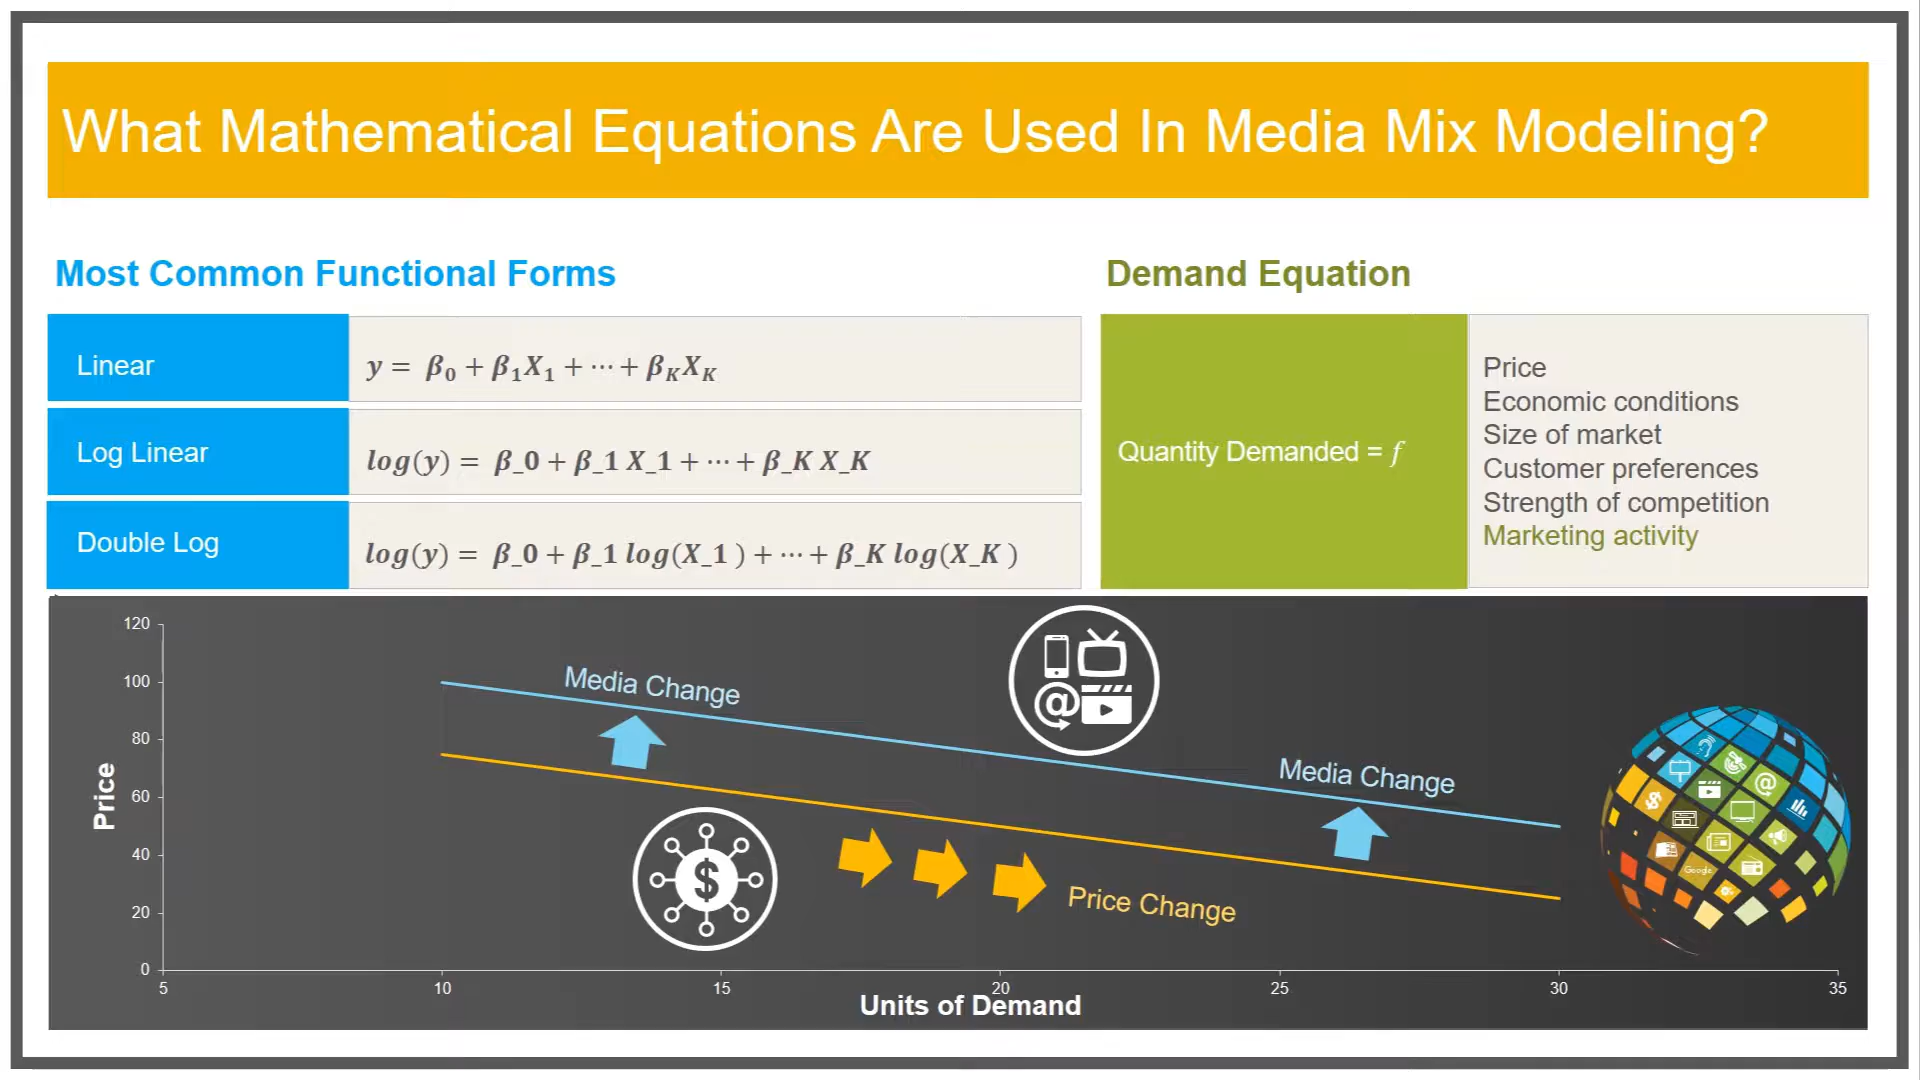 What Mathematical Equations Are Used In Media Mix Modeling?
Most Common Functional Forms
Linear
y = β₀ + β₁X₁ + ⋯ + β_K X_K
Log Linear
log(y) = β_0 + β_1 X_1 + ⋯ + β_K X_K
Double Log
log(y) = β_0 + β_1 log(X_1 ) + ⋯ + β_K log(X_K )
Demand Equation
Quantity Demanded = f
Price
Economic conditions
Size of market
Customer preferences
Strength of competition
Marketing activity
Price
120
100
80
60
40
20
0
5
10
15
20
25
30
35
Units of Demand
Media Change
Media Change
Price Change
$
@
$
@
Google